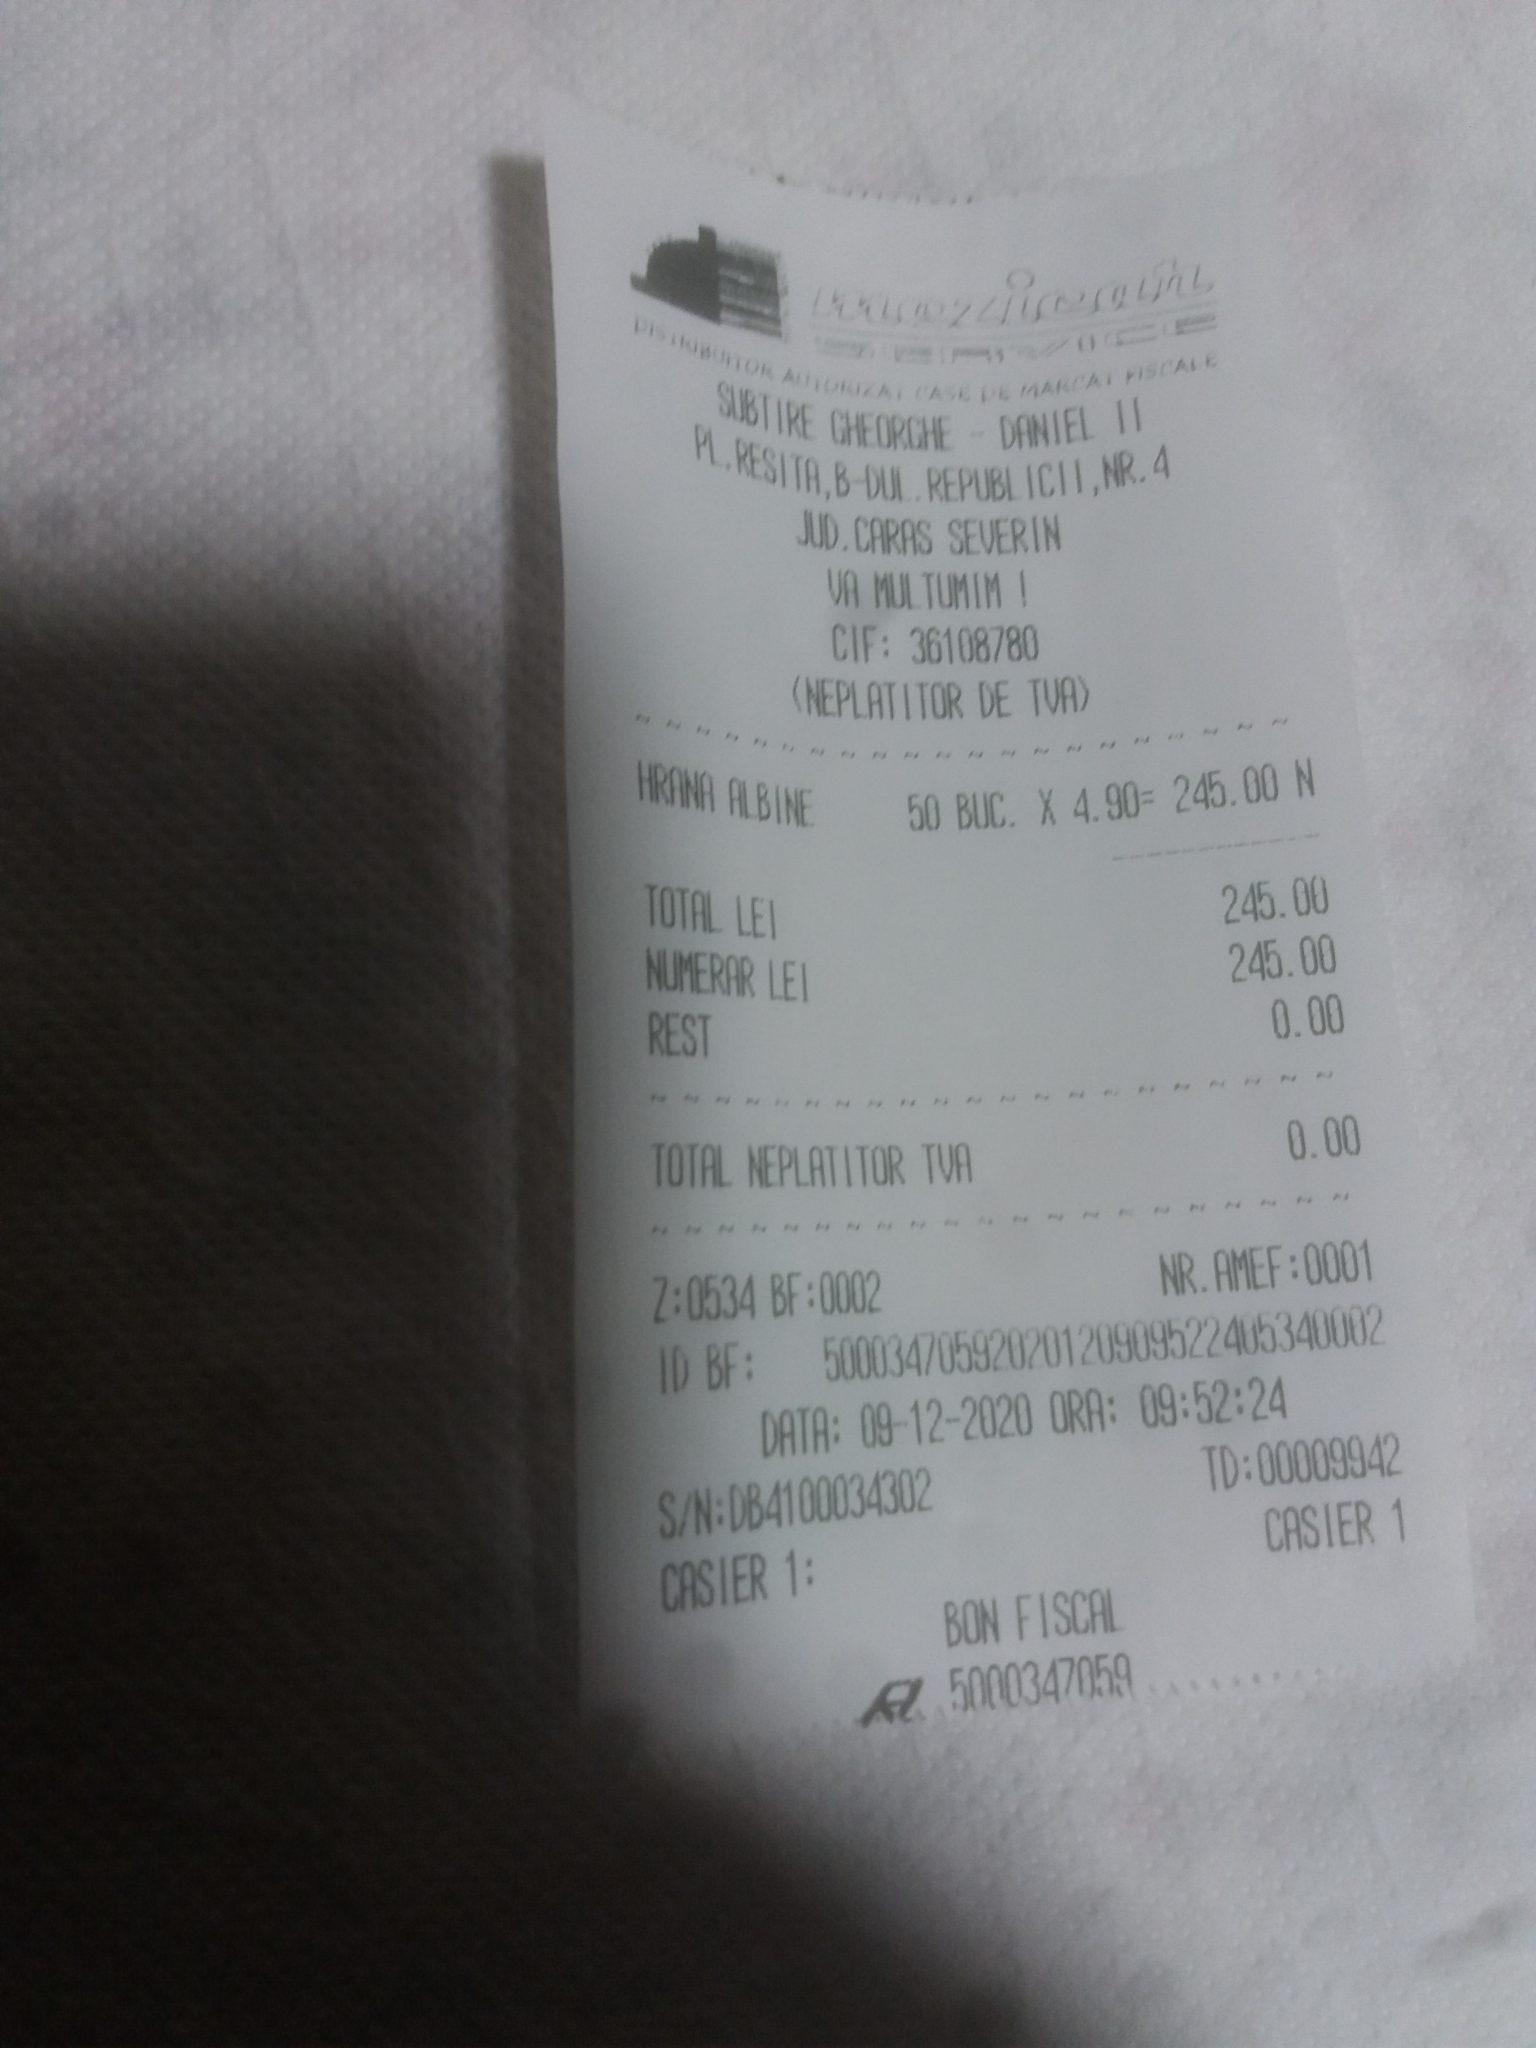 DISTRIBUITOR AUTORIZAT CASE DE MARCAT FISCALE
SUBTIRE GHEORGHE - DANIEL II
PL.RESITA,B-DUL.REPUBLICII,NR.4
JUD.CARAS SEVERIN
VA MULTUMIM !
CIF: 36108780
(NEPLATITOR DE TVA)
HRANA ALBINE 50 BUC. X 4.90= 245.00 N
TOTAL LEI 245.00
NUMERAR LEI 245.00
REST 0.00
TOTAL NEPLATITOR TVA 0.00
Z:0534 BF:0002 NR.AMEF:0001
ID BF: 50003470592020120909522405340002
DATA: 09-12-2020 ORA: 09:52:24
S/N:DB4100034302 TD:00009942
CASIER 1: CASIER 1
BON FISCAL
5000347059